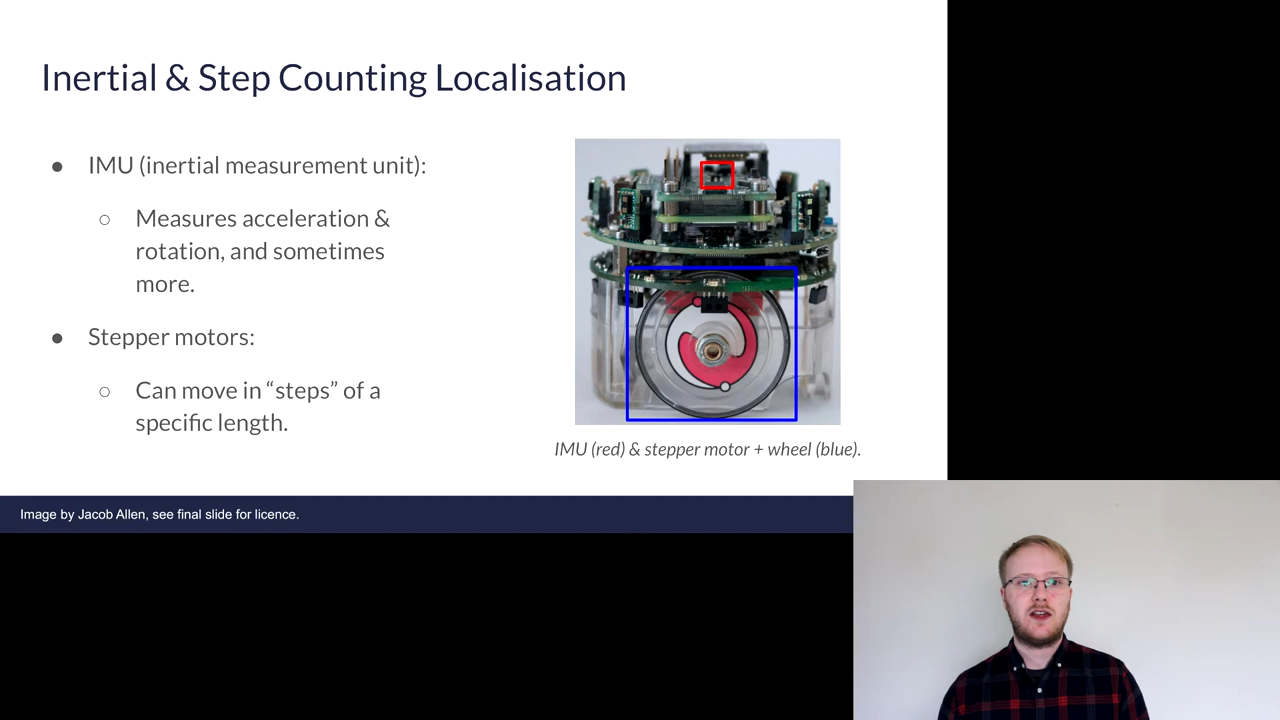 Inertial & Step Counting Localisation
● IMU (inertial measurement unit):
○ Measures acceleration &
rotation, and sometimes
more.
● Stepper motors:
○ Can move in “steps” of a
specific length.
IMU (red) & stepper motor + wheel (blue).
Image by Jacob Allen, see final slide for licence.